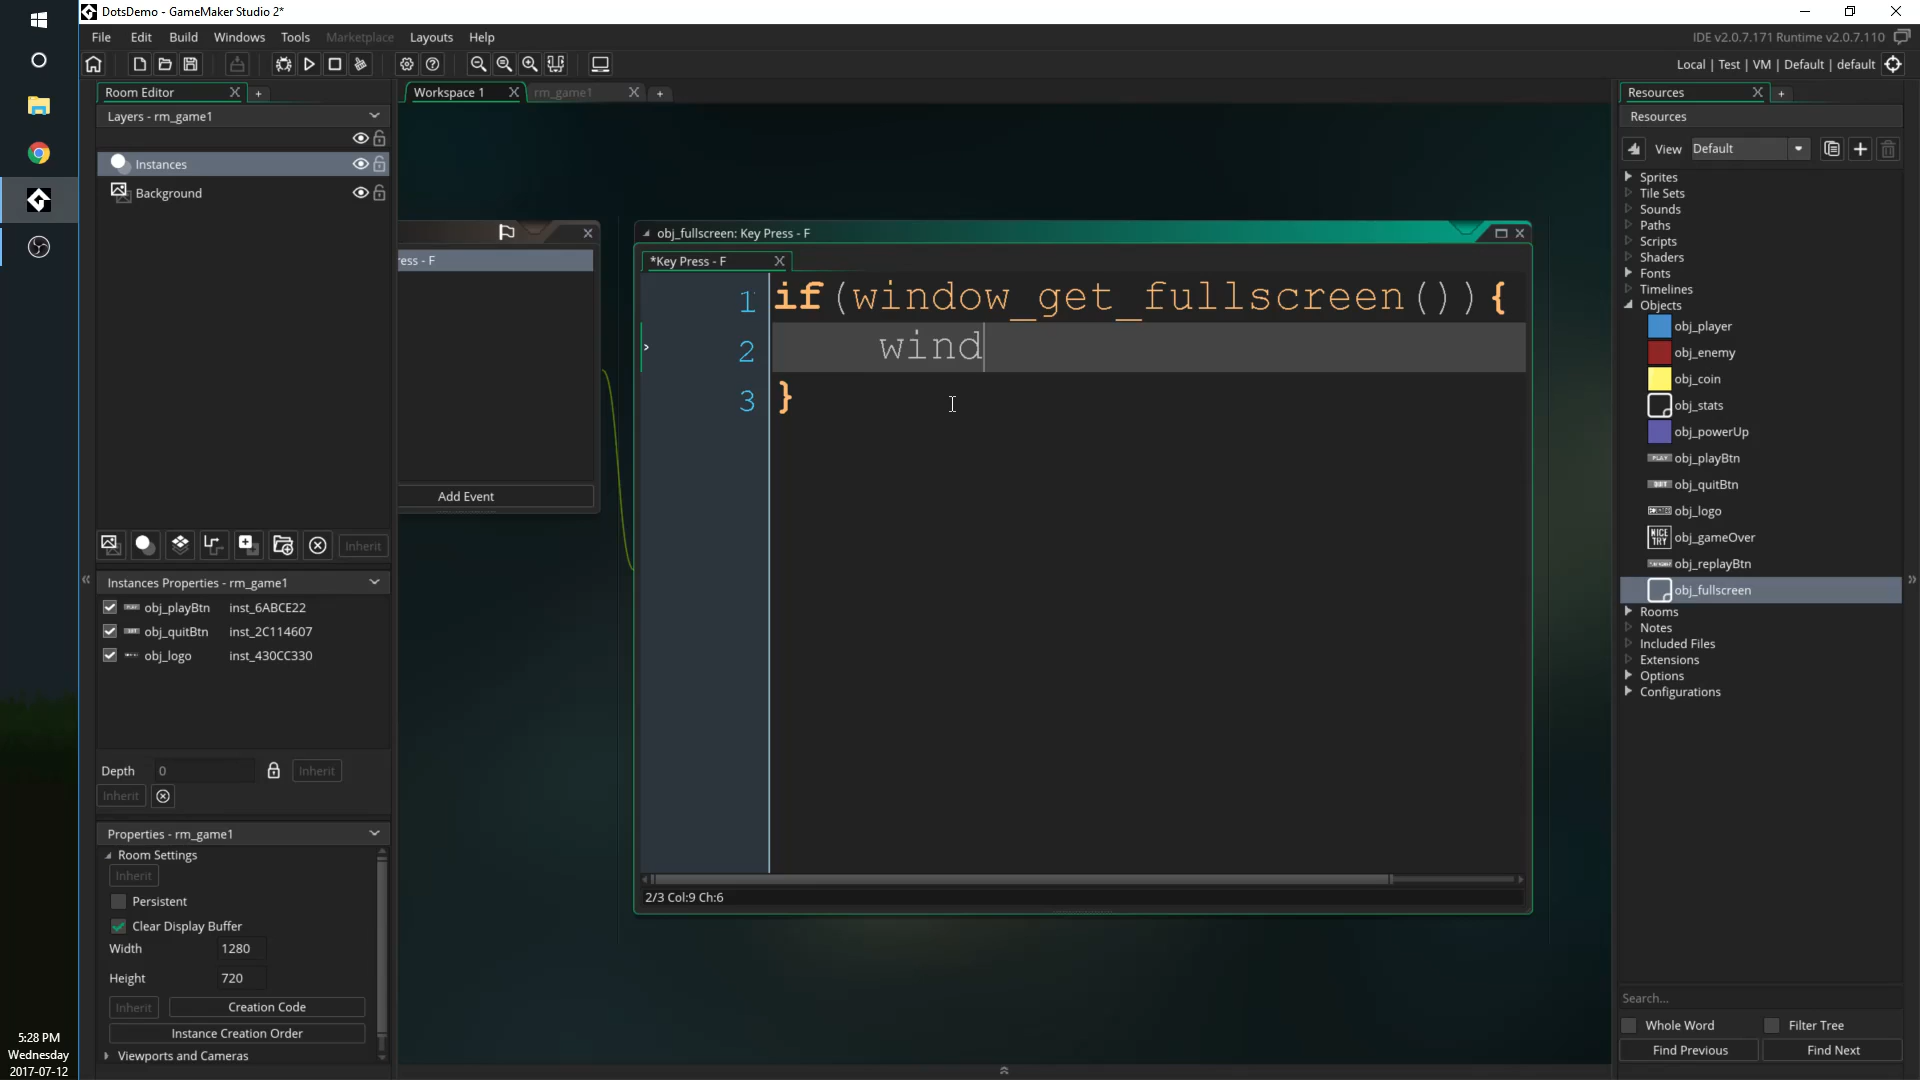 DotsDemo - GameMaker Studio 2*
File Edit Build Windows Tools Marketplace Layouts Help
IDE v2.0.7.171 Runtime v2.0.7.110
Local | Test | VM | Default | default
Room Editor
Layers - rm_game1
Instances
Background
Inherit
Instances Properties - rm_game1
obj_playBtn inst_6ABCE22
obj_quitBtn inst_2C114607
obj_logo inst_430CC330
Depth 0 Inherit
Inherit
Properties - rm_game1
Room Settings
Inherit
Persistent
Clear Display Buffer
Width 1280
Height 720
Inherit Creation Code
Instance Creation Order
Viewports and Cameras
Workspace 1 rm_game1
ess - F
Add Event
obj_fullscreen: Key Press - F
*Key Press - F
1 if(window_get_fullscreen()){
2 wind
3 }
2/3 Col:9 Ch:6
Resources
Resources
View Default
Sprites
Tile Sets
Sounds
Paths
Scripts
Shaders
Fonts
Timelines
Objects
obj_player
obj_enemy
obj_coin
obj_stats
obj_powerUp
PLAY obj_playBtn
QUIT obj_quitBtn
obj_logo
NICE TRY obj_gameOver
obj_replayBtn
obj_fullscreen
Rooms
Notes
Included Files
Extensions
Options
Configurations
Search...
Whole Word Filter Tree
Find Previous Find Next
5:28 PM
Wednesday
2017-07-12